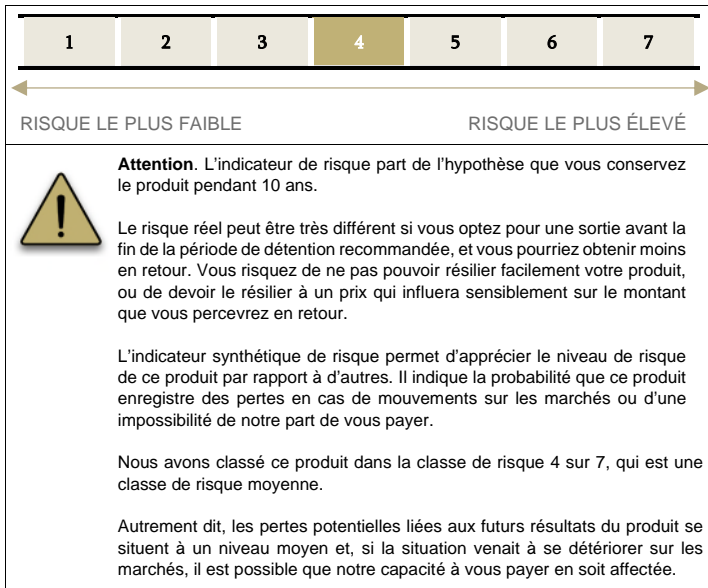 1 2 3 4 5 6 7
RISQUE LE PLUS FAIBLE RISQUE LE PLUS ÉLEVÉ
Attention. L’indicateur de risque part de l’hypothèse que vous conservez
le produit pendant 10 ans.
Le risque réel peut être très différent si vous optez pour une sortie avant la
fin de la période de détention recommandée, et vous pourriez obtenir moins
en retour. Vous risquez de ne pas pouvoir résilier facilement votre produit,
ou de devoir le résilier à un prix qui influera sensiblement sur le montant
que vous percevrez en retour.
L’indicateur synthétique de risque permet d’apprécier le niveau de risque
de ce produit par rapport à d’autres. Il indique la probabilité que ce produit
enregistre des pertes en cas de mouvements sur les marchés ou d’une
impossibilité de notre part de vous payer.
Nous avons classé ce produit dans la classe de risque 4 sur 7, qui est une
classe de risque moyenne.
Autrement dit, les pertes potentielles liées aux futurs résultats du produit se
situent à un niveau moyen et, si la situation venait à se détériorer sur les
marchés, il est possible que notre capacité à vous payer en soit affectée.